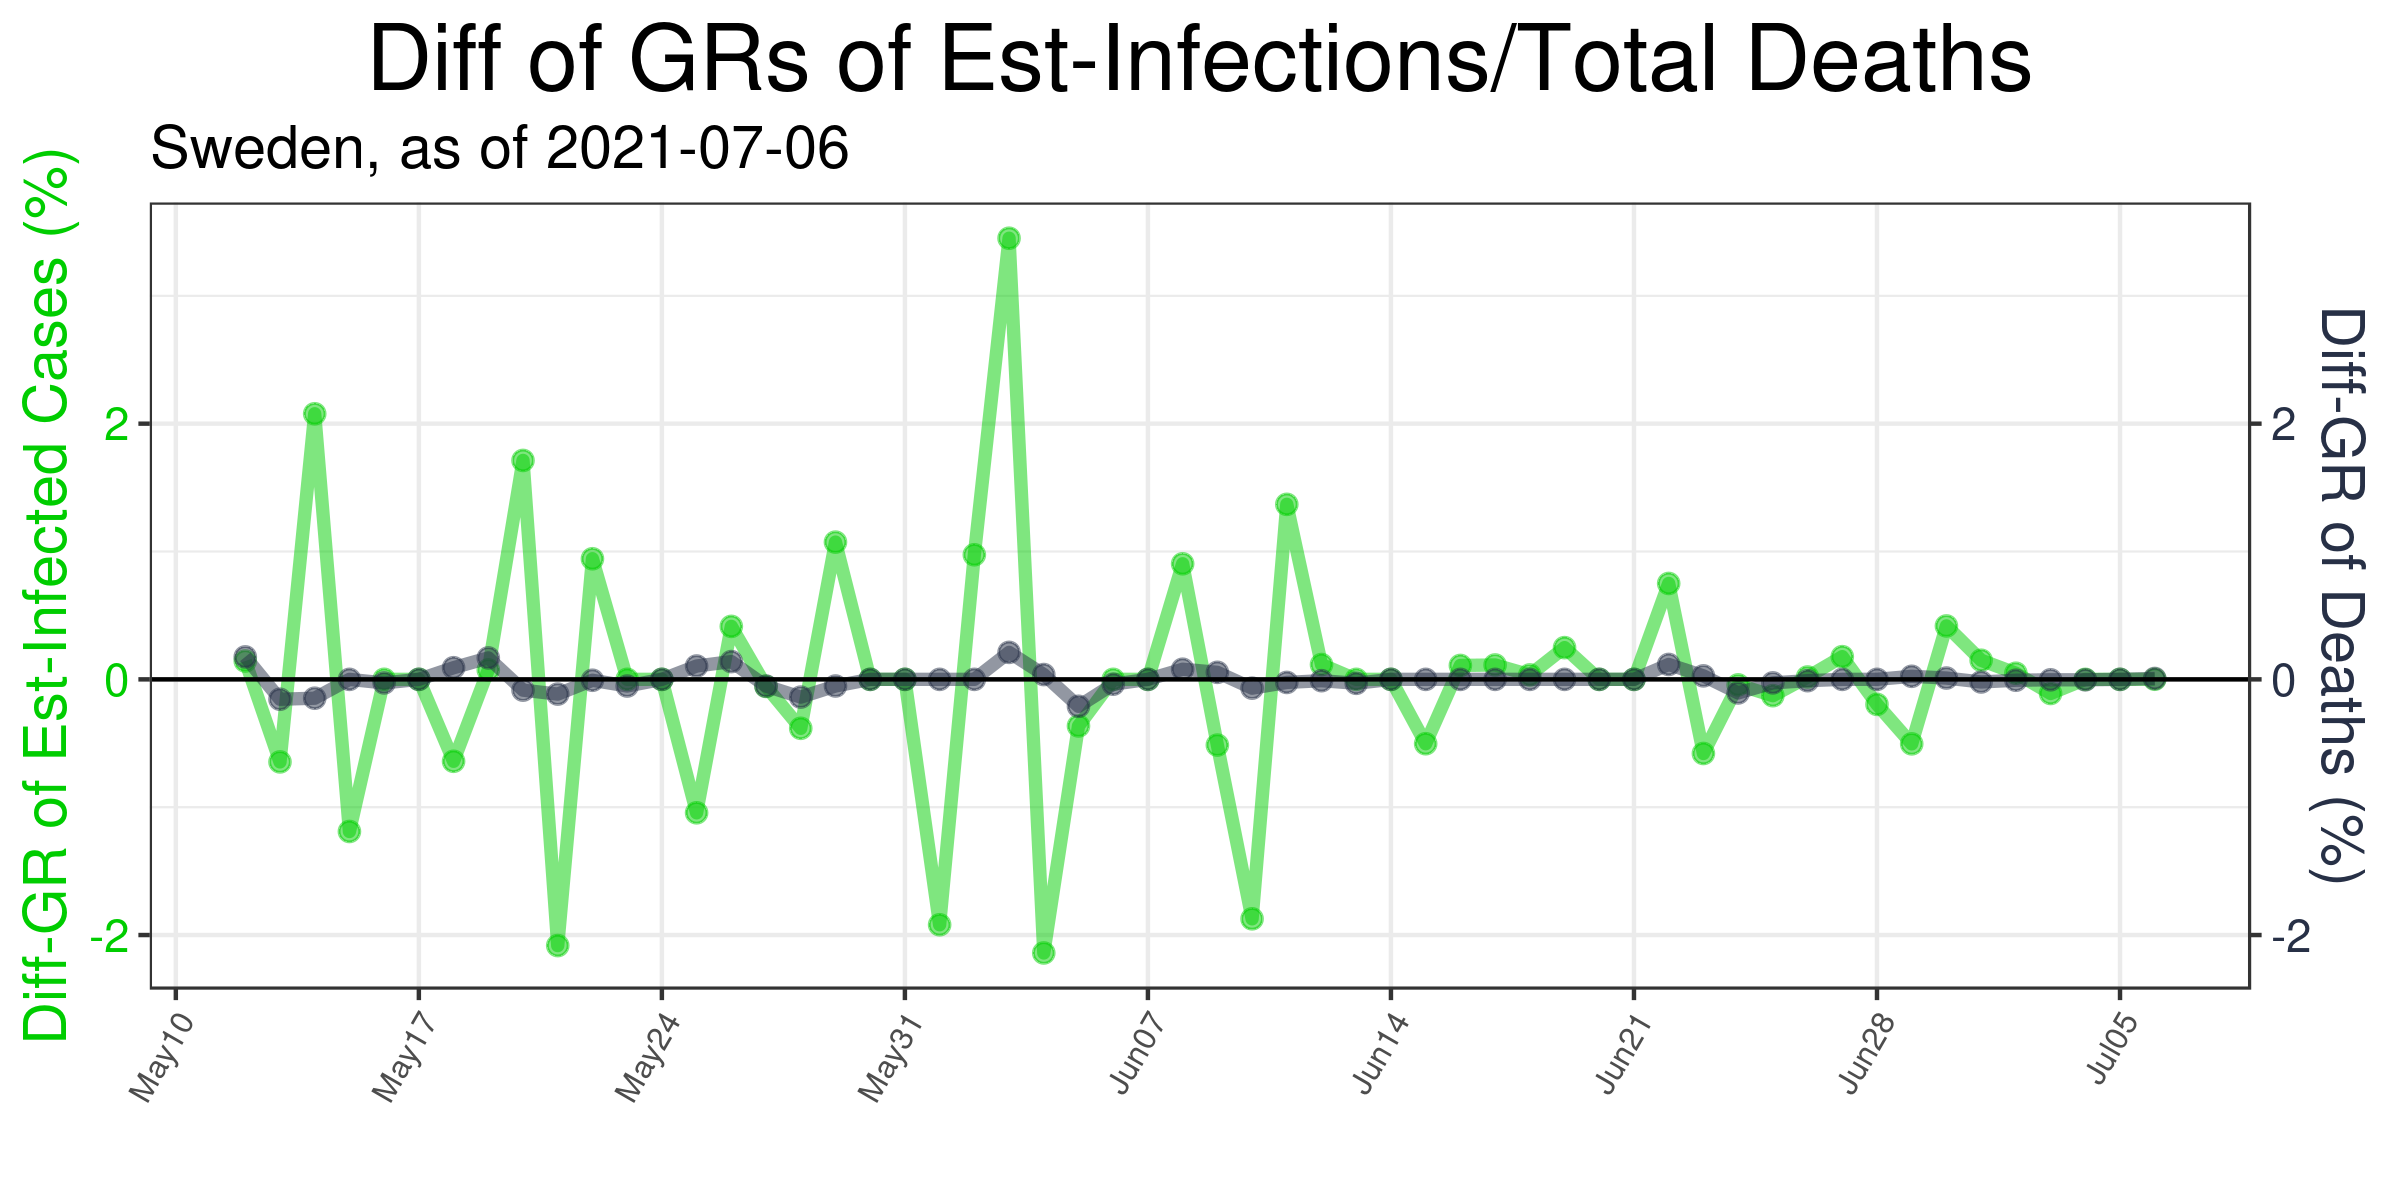 Diff of GRs of Est-Infections/Total Deaths
Sweden, as of 2021-07-06
Diff-GR of Est-Infected Cases (%)
2
0
-2
2
0
-2
Diff-GR of Deaths (%)
May10
May17
May24
May31
Jun07
Jun14
Jun21
Jun28
Jul05